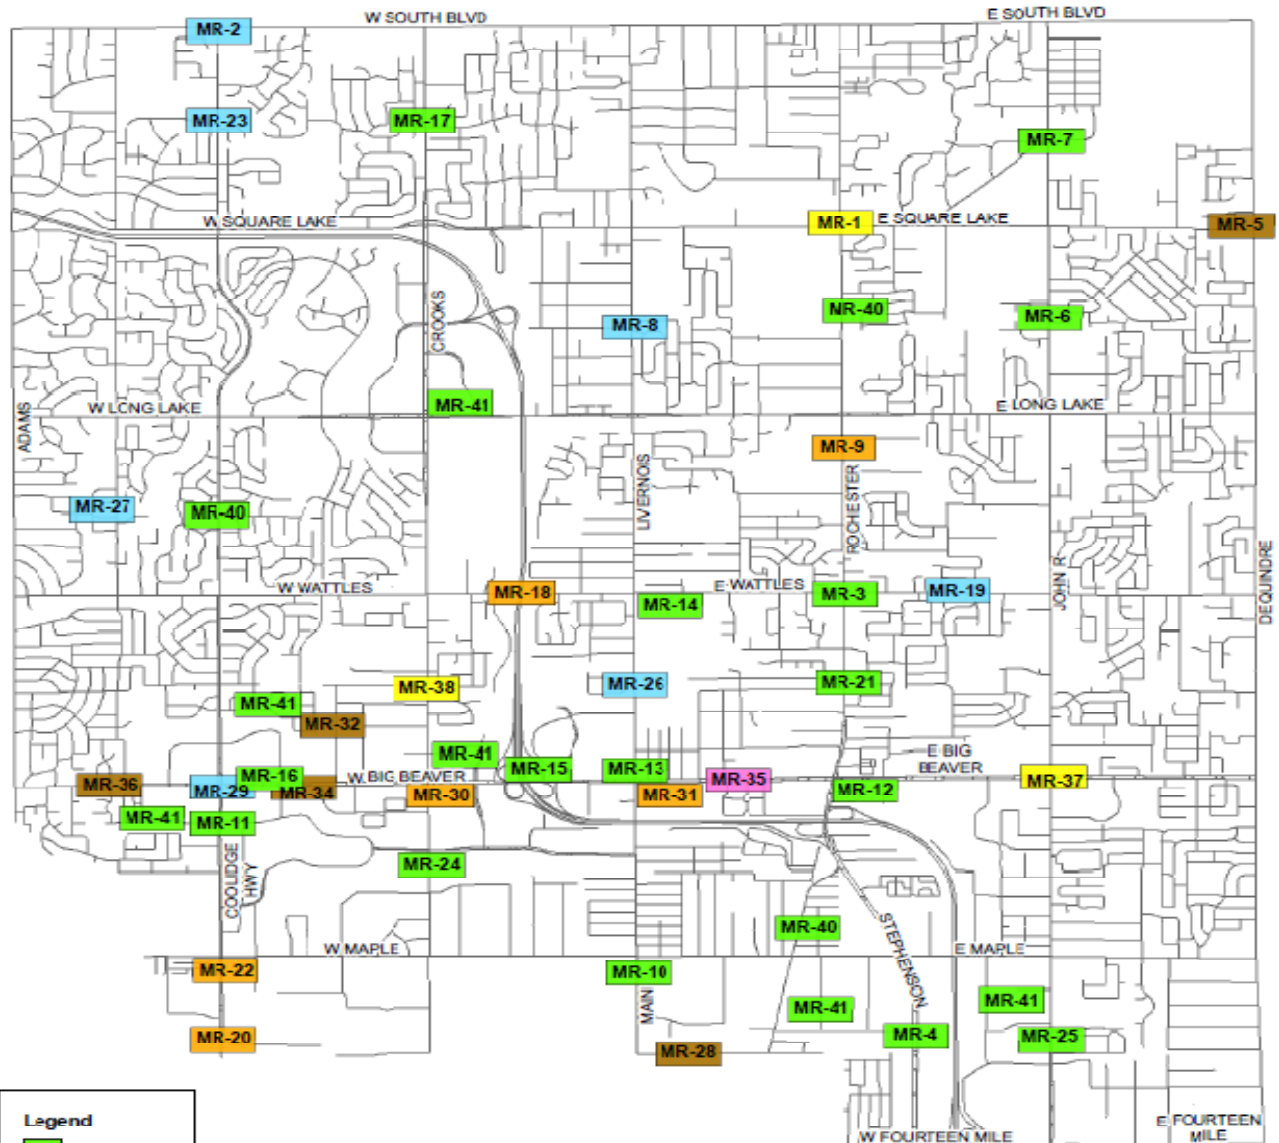 W SOUTH BLVD
E SOUTH BLVD
MR-2
MR-23
MR-17
MR-7
W SQUARE LAKE
MR-1
E SQUARE LAKE
MR-5
CROOKS
MR-8
NR-40
MR-6
ADAMS
W LONG LAKE
MR-41
E LONG LAKE
MR-9
LIVERNOIS
ROCHESTER
MR-27
MR-40
JOHN R
DEQUINDRE
W WATTLES
MR-18
MR-14
E WATTLES
MR-3
MR-19
MR-41
MR-32
MR-38
MR-26
MR-21
MR-41
MR-15
MR-13
E BIG
BEAVER
MR-36
MR-29
MR-16
MR-34
W BIG BEAVER
MR-30
MR-31
MR-35
MR-12
MR-37
MR-41
MR-11
COOLIDGE
HWY
MR-24
MR-40
STEPHENSON
W MAPLE
E MAPLE
MR-22
MR-10
MAIN
MR-41
MR-41
MR-20
MR-28
MR-4
MR-25
Legend
W FOURTEEN MILE
E FOURTEEN
MILE